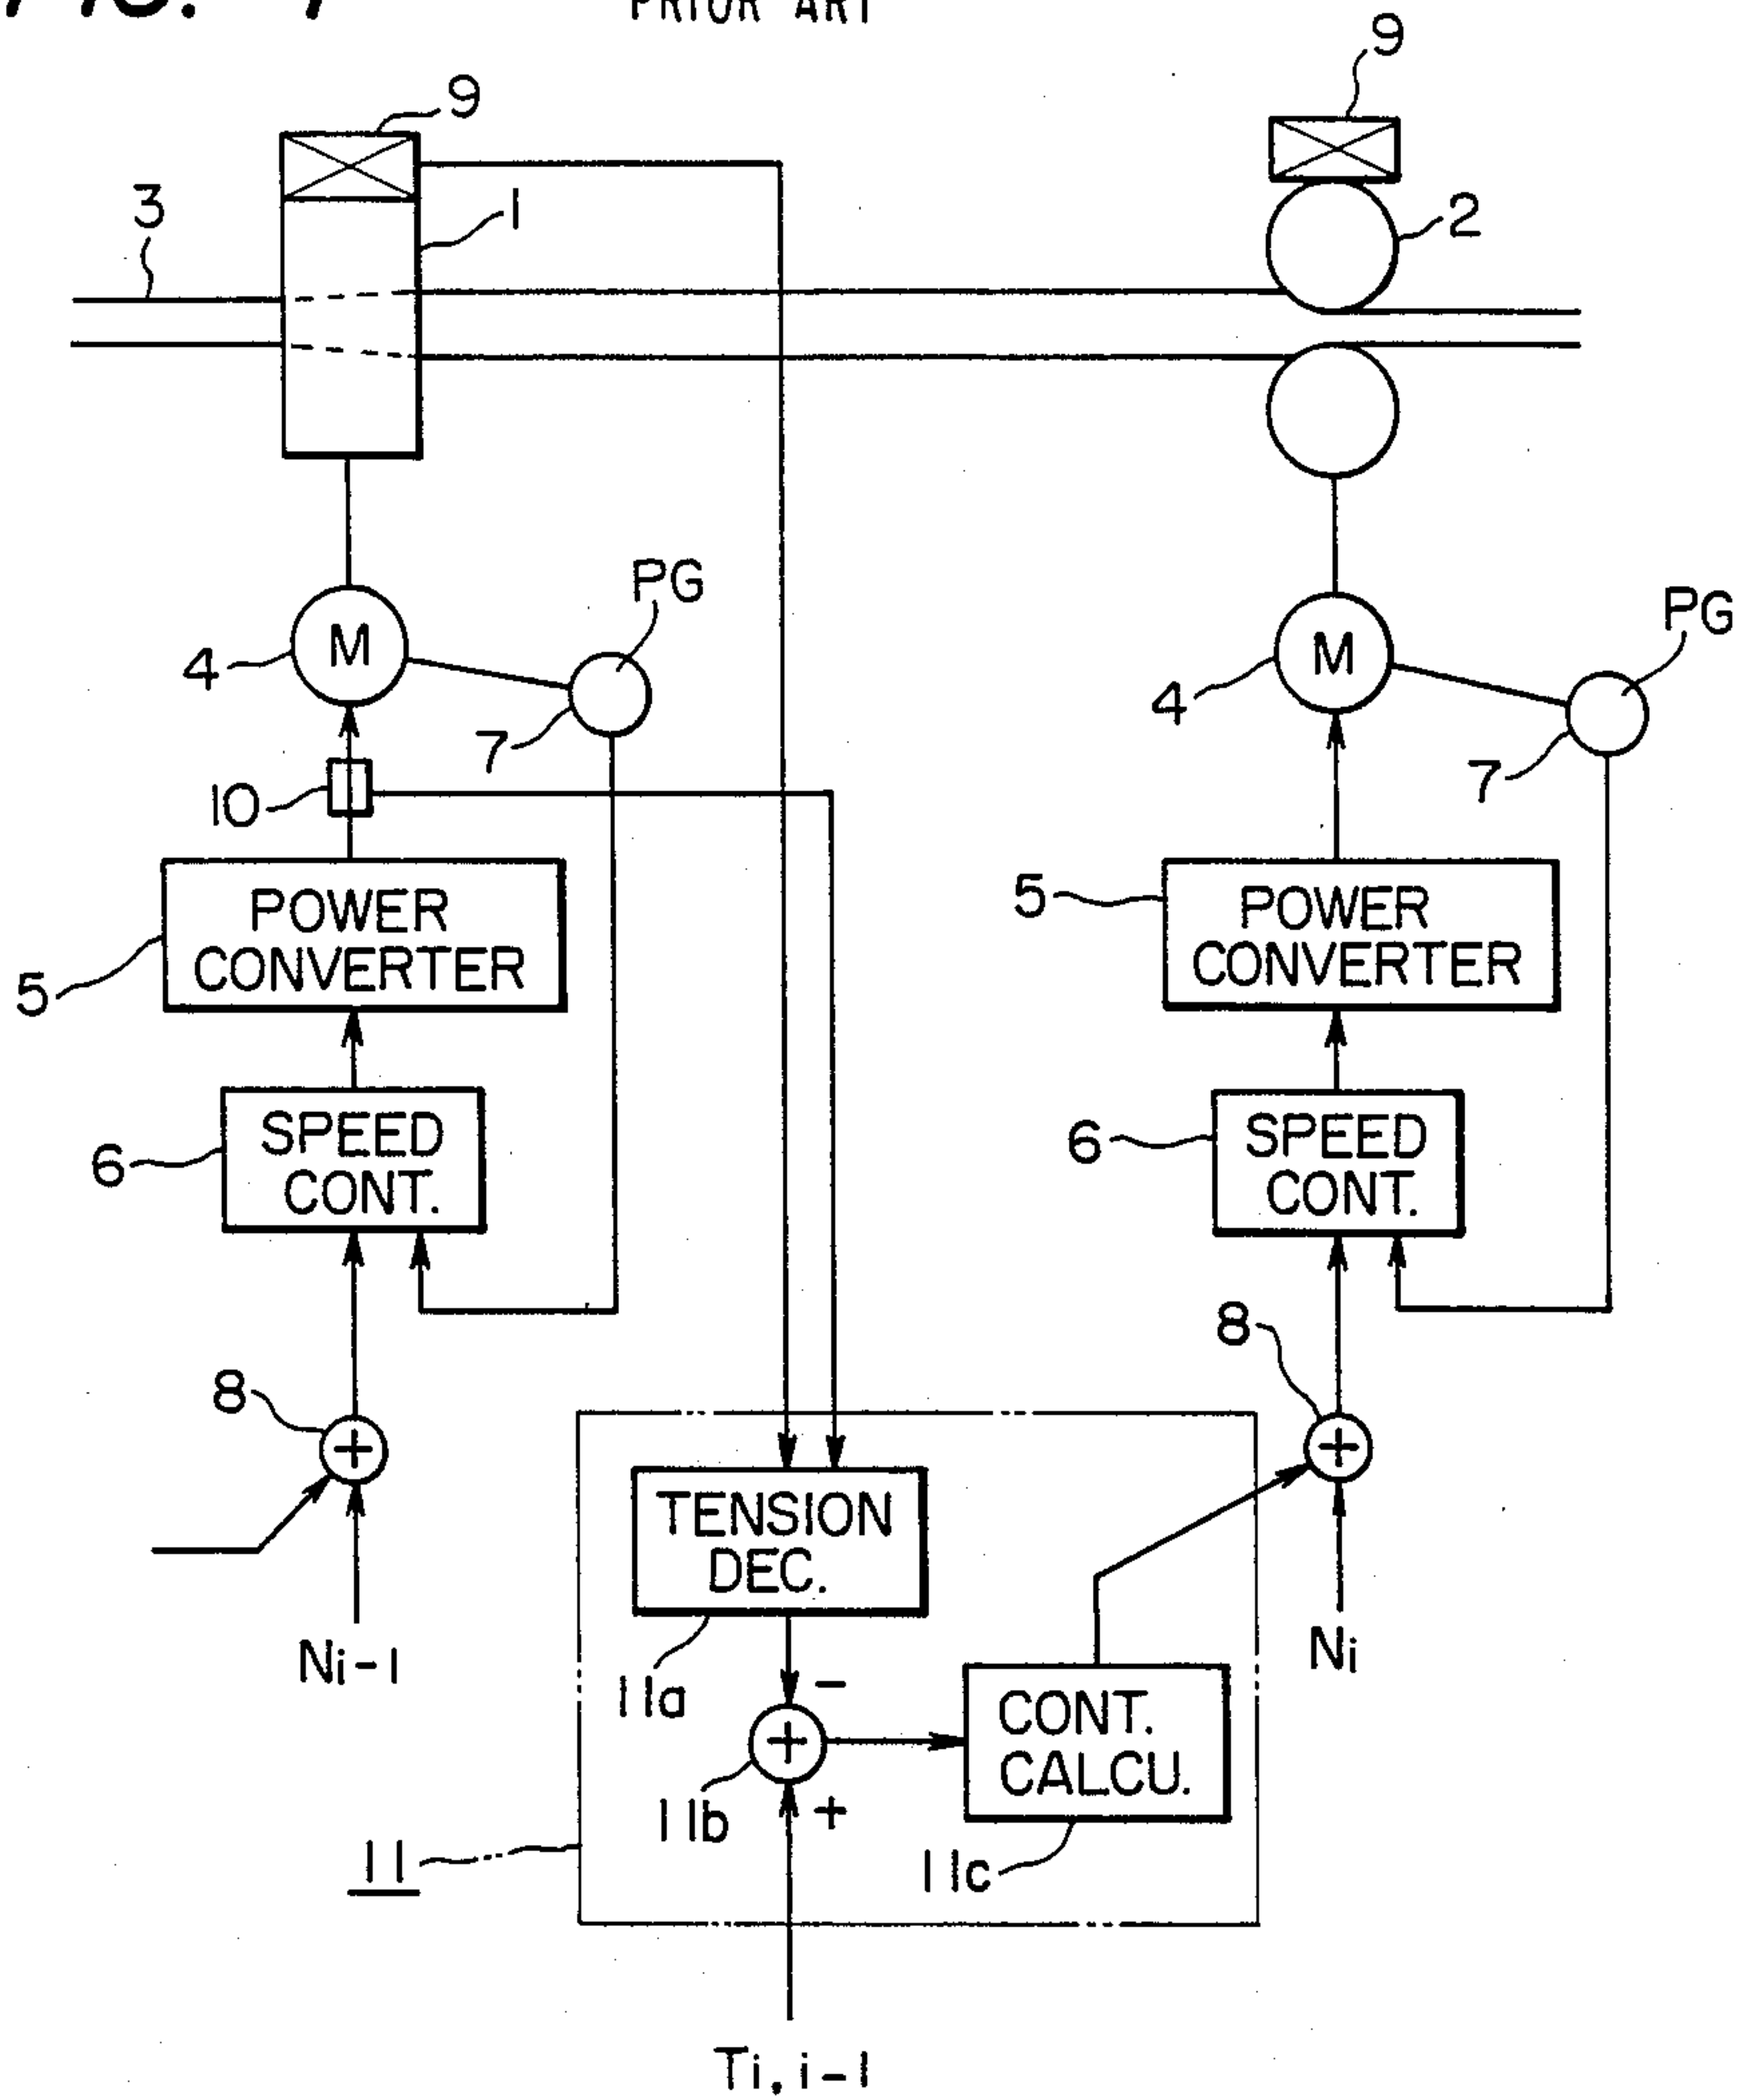 FIG. 1
PRIOR ART
9
9
3
1
2
PG
PG
M
M
4
4
7
7
10
POWER
CONVERTER
POWER
CONVERTER
5
5
SPEED
CONT.
SPEED
CONT.
6
6
8
8
+
+
TENSION
DEC.
Ni-1
Ni
11a
-
CONT.
CALCU.
+
11b
+
11
11c
Ti,i-1